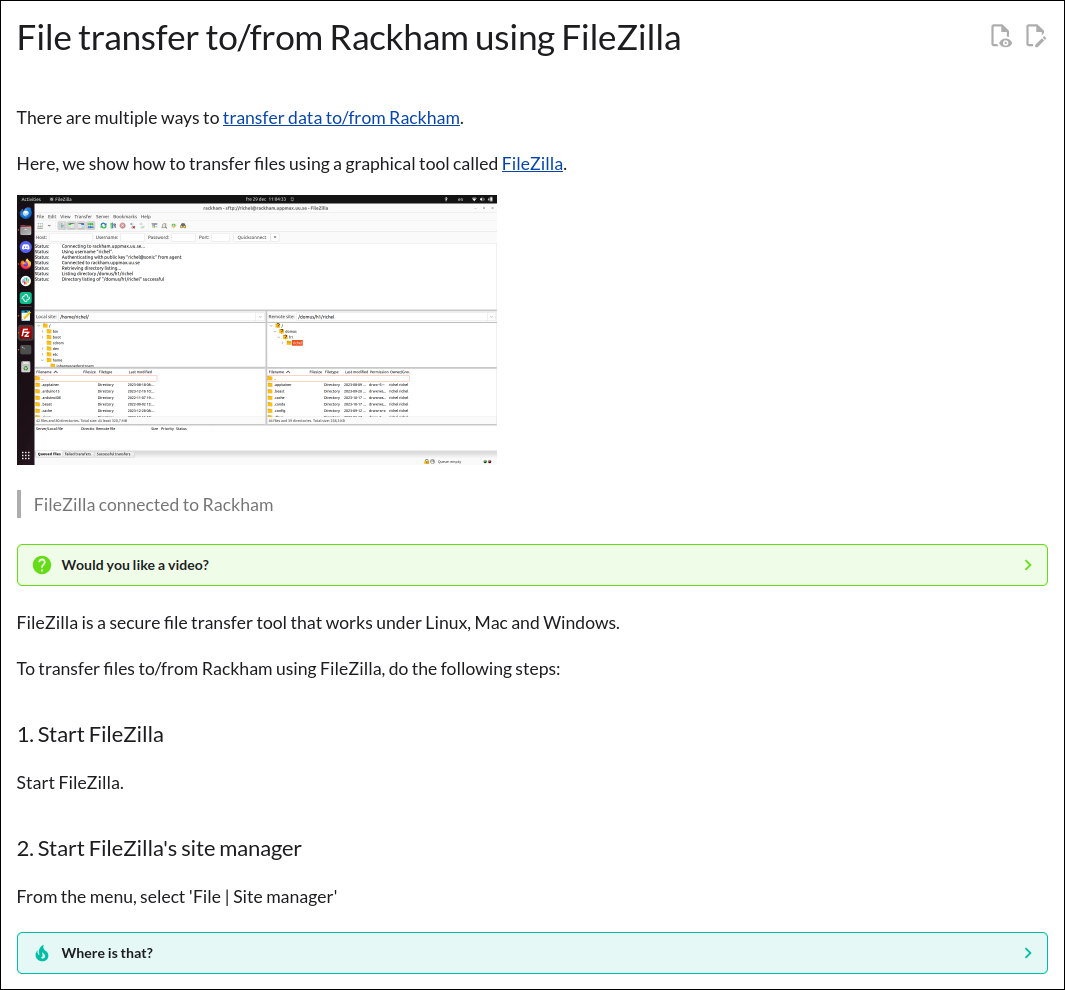 File transfer to/from Rackham using FileZilla
There are multiple ways to transfer data to/from Rackham.
Here, we show how to transfer files using a graphical tool called FileZilla.
Activities FileZilla fre 29 dec 11:04:33 en
rackham - sftp://richel@rackham.uppmax.uu.se - FileZilla
File Edit View Transfer Server Bookmarks Help
Host: Username: Password: Port: Quickconnect
Status: Connecting to rackham.uppmax.uu.se...
Status: Using username "richel".
Status: Authenticating with public key "richel@sonic" from agent
Status: Connected to rackham.uppmax.uu.se
Status: Retrieving directory listing...
Status: Listing directory /domus/h1/richel
Status: Directory listing of "/domus/h1/richel" successful
Local site: /home/richel/ Remote site: /domus/h1/richel
/ /
bin domus
boot h1
cdrom richel
dev
etc
home
Filename Filesize Filetype Last modified Filename Filesize Filetype Last modified Permission Owner/Grou
.. ..
.apptainer Directory .apptainer Directory richel richel
.arduino15 Directory .beast Directory richel richel
.arduinoIDE Directory .cache Directory richel richel
.beast Directory .conda Directory richel richel
.cache Directory .config Directory richel richel
Server/Local file Directic Remote file Size Priority Status
Queued files Failed transfers Successful transfers
Queue: empty
FileZilla connected to Rackham
Would you like a video?
FileZilla is a secure file transfer tool that works under Linux, Mac and Windows.
To transfer files to/from Rackham using FileZilla, do the following steps:
1. Start FileZilla
Start FileZilla.
2. Start FileZilla's site manager
From the menu, select 'File | Site manager'
Where is that?